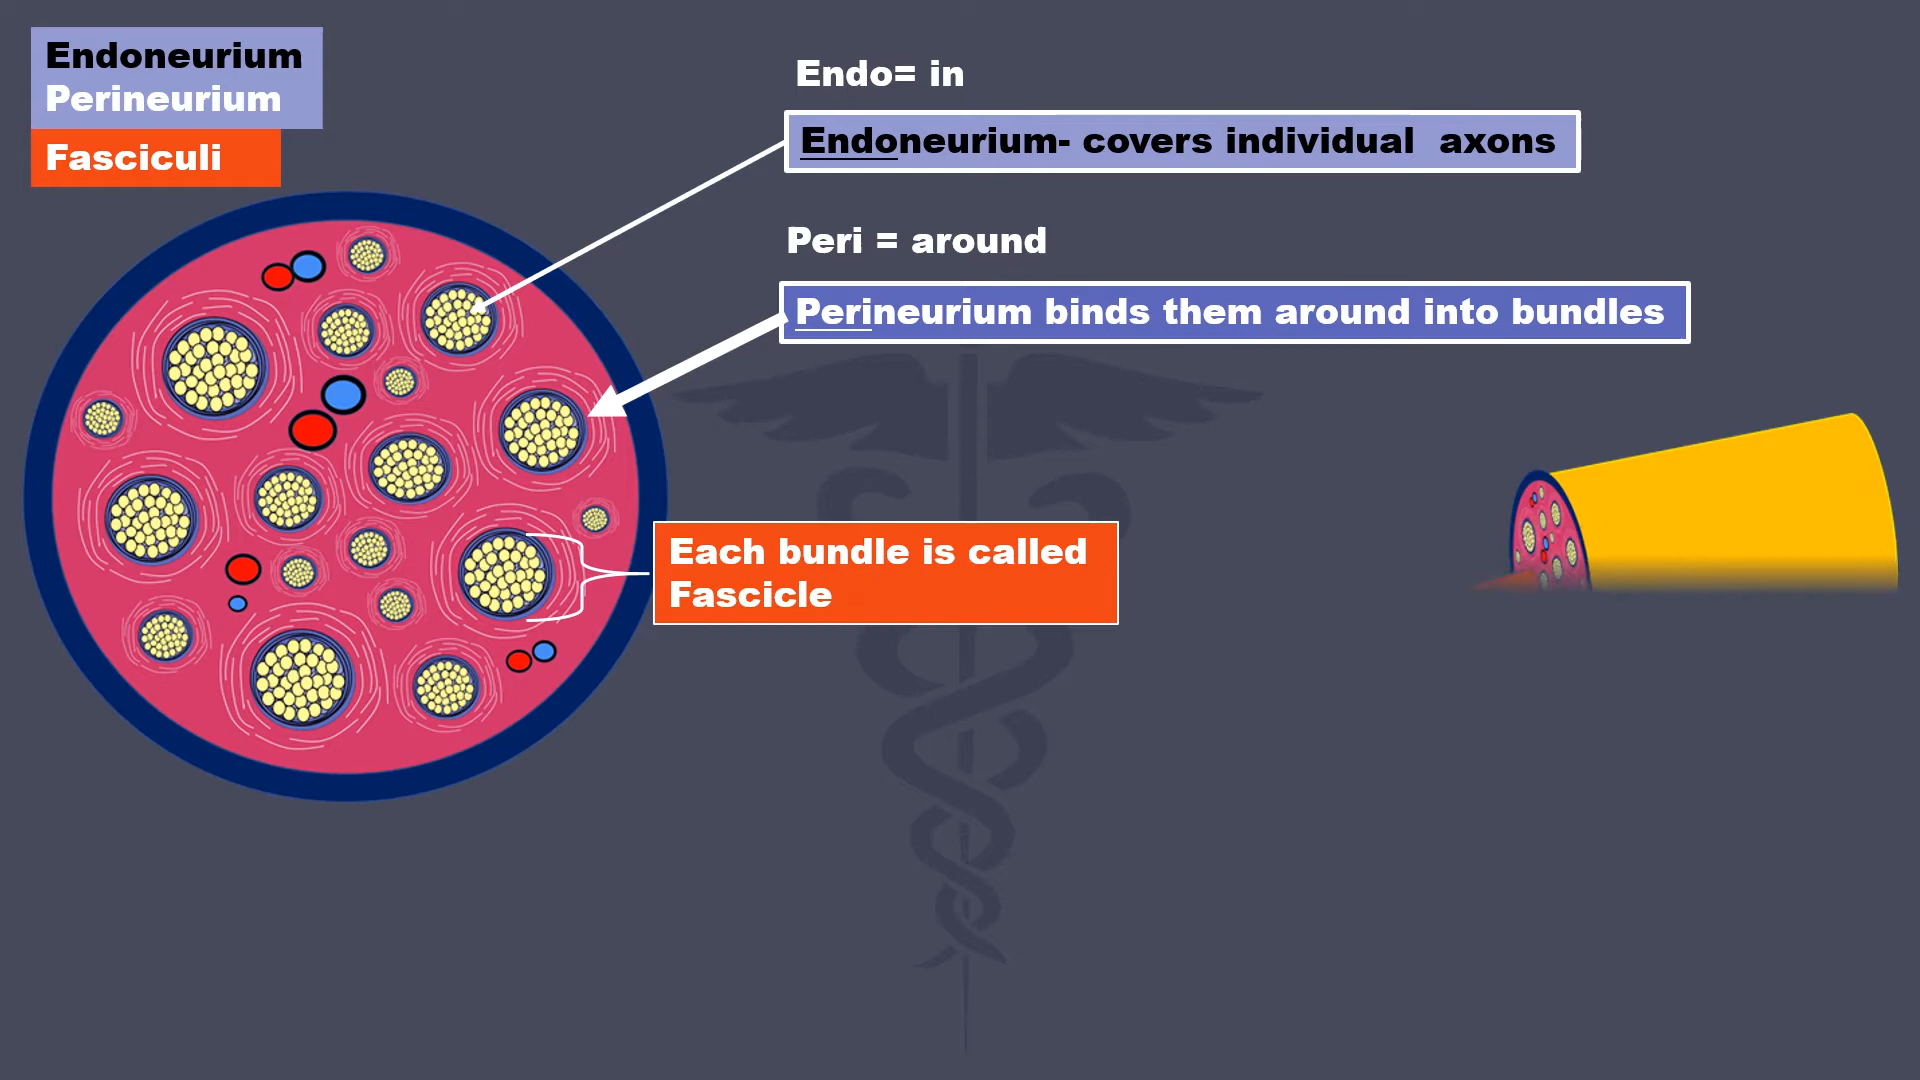 Endoneurium
Perineurium
Fasciculi
Endo= in
Endoneurium- covers individual  axons
Peri = around
Perineurium binds them around into bundles
Each bundle is called
Fascicle